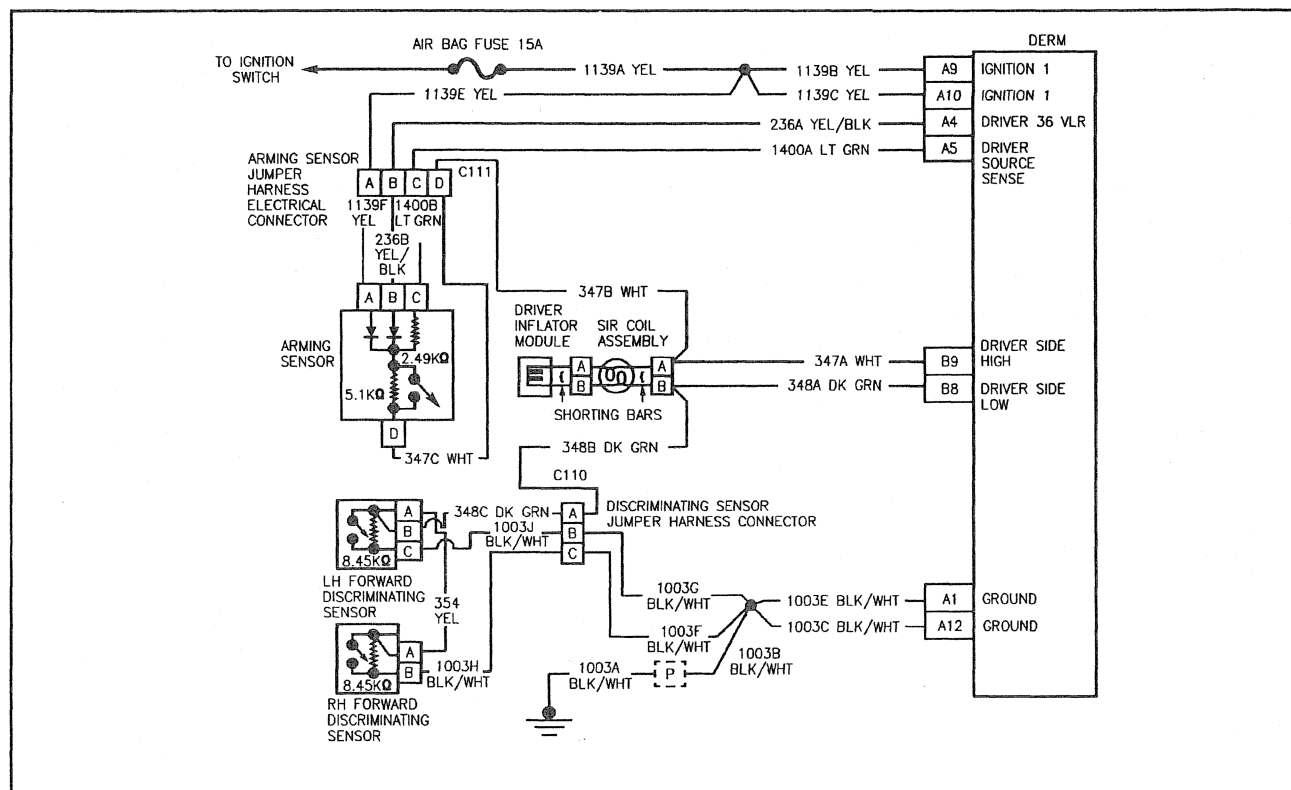 DERM
AIR BAG FUSE 15A
TO IGNITION
SWITCH
1139A YEL
1139B YEL
A9
IGNITION 1
1139E YEL
1139C YEL
A10
IGNITION 1
236A YEL/BLK
A4
DRIVER 36 VLR
1400A LT GRN
A5
DRIVER
SOURCE
SENSE
ARMING SENSOR
JUMPER
HARNESS
ELECTRICAL
CONNECTOR
A B C D
C111
1139F
YEL
1400B
LT GRN
236B
YEL/
BLK
A B C
ARMING
SENSOR
2.49KΩ
5.1KΩ
D
347C WHT
347B WHT
DRIVER
INFLATOR
MODULE
SIR COIL
ASSEMBLY
A
B
A
B
SHORTING BARS
347A WHT
B9
DRIVER SIDE
HIGH
348A DK GRN
B8
DRIVER SIDE
LOW
348B DK GRN
C110
DISCRIMINATING SENSOR
JUMPER HARNESS CONNECTOR
A
B
C
348C DK GRN
1003J
BLK/WHT
A
B
C
8.45KΩ
LH FORWARD
DISCRIMINATING
SENSOR
354
YEL
A
B
8.45KΩ
1003H
BLK/WHT
RH FORWARD
DISCRIMINATING
SENSOR
1003G
BLK/WHT
1003F
BLK/WHT
1003E BLK/WHT
A1
GROUND
1003C BLK/WHT
A12
GROUND
1003B
BLK/WHT
1003A
BLK/WHT
P